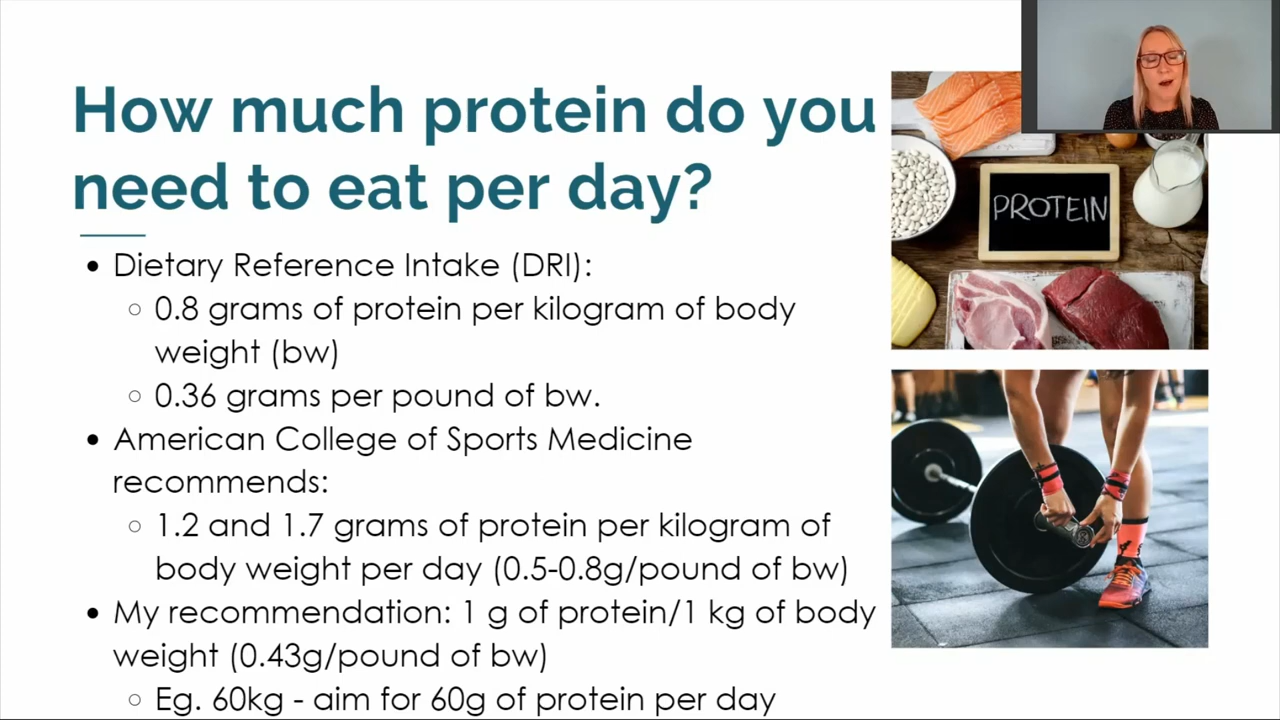 How much protein do you
need to eat per day?
• Dietary Reference Intake (DRI):
○ 0.8 grams of protein per kilogram of body
weight (bw)
○ 0.36 grams per pound of bw.
• American College of Sports Medicine
recommends:
○ 1.2 and 1.7 grams of protein per kilogram of
body weight per day (0.5-0.8g/pound of bw)
• My recommendation: 1 g of protein/1 kg of body
weight (0.43g/pound of bw)
○ Eg. 60kg - aim for 60g of protein per day
PROTEIN